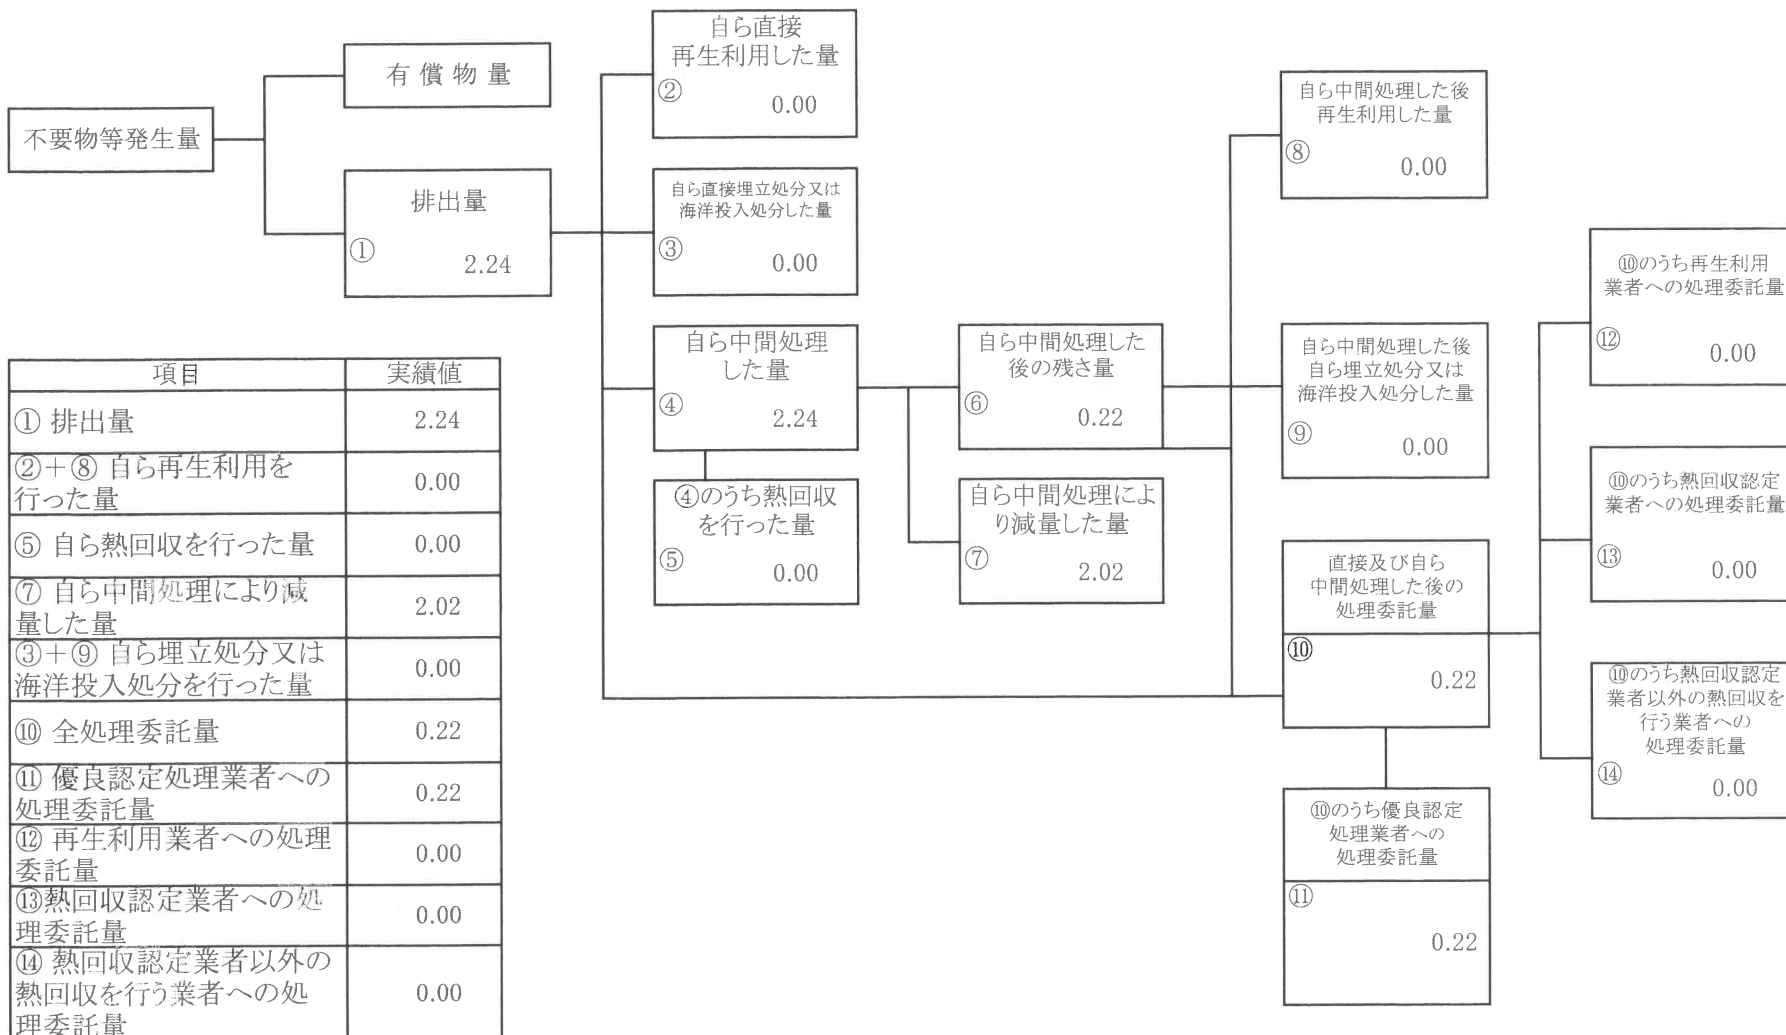 不要物等発生量
有償物量
排出量
①
2.24
自ら直接
再生利用した量
②
0.00
自ら直接埋立処分又は
海洋投入処分した量
③
0.00
自ら中間処理
した量
④
2.24
④のうち熱回収
を行った量
⑤
0.00
自ら中間処理した
後の残さ量
⑥
0.22
自ら中間処理によ
り減量した量
⑦
2.02
自ら中間処理した後
再生利用した量
⑧
0.00
自ら中間処理した後
自ら埋立処分又は
海洋投入処分した量
⑨
0.00
直接及び自ら
中間処理した後の
処理委託量
⑩
0.22
⑩のうち優良認定
処理業者への
処理委託量
⑪
0.22
⑩のうち再生利用
業者への処理委託量
⑫
0.00
⑩のうち熱回収認定
業者への処理委託量
⑬
0.00
⑩のうち熱回収認定
業者以外の熱回収を
行う業者への
処理委託量
⑭
0.00
項目 実績値
① 排出量 2.24
②+⑧ 自ら再生利用を
行った量 0.00
⑤ 自ら熱回収を行った量 0.00
⑦ 自ら中間処理により減
量した量 2.02
③+⑨ 自ら埋立処分又は
海洋投入処分を行った量 0.00
⑩ 全処理委託量 0.22
⑪ 優良認定処理業者への
処理委託量 0.22
⑫ 再生利用業者への処理
委託量 0.00
⑬熱回収認定業者への処
理委託量 0.00
⑭ 熱回収認定業者以外の
熱回収を行う業者への処
理委託量 0.00